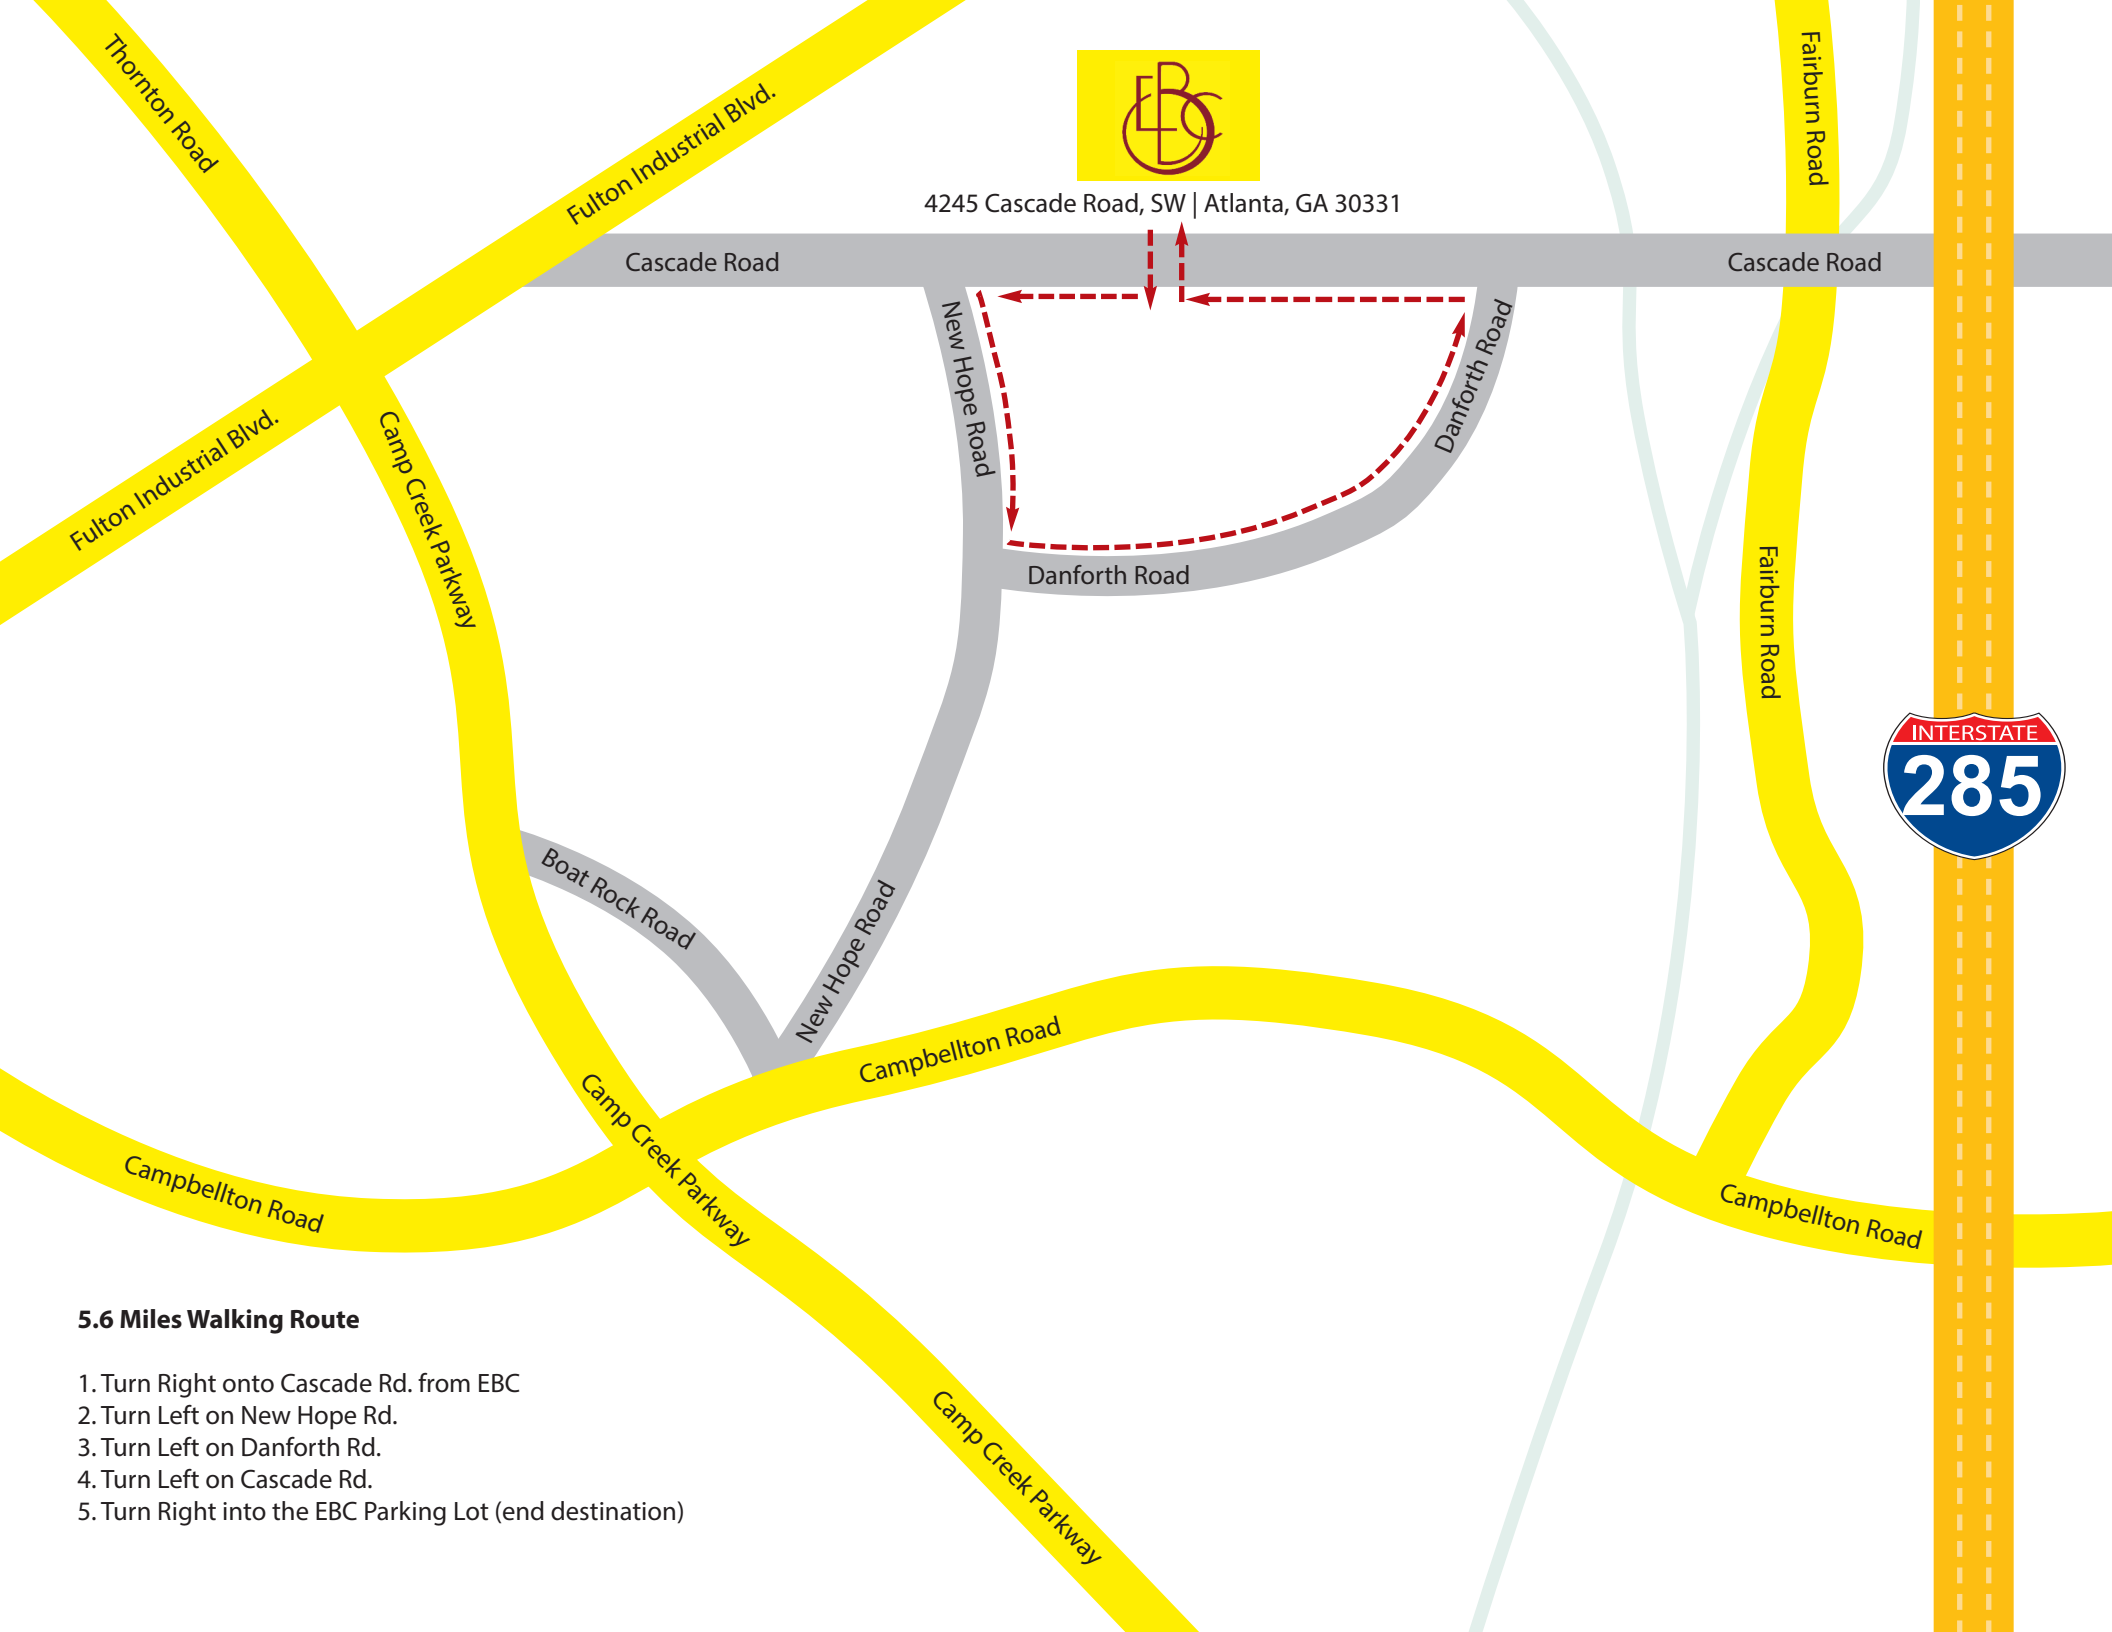 Thornton Road
Fulton Industrial Blvd.
EBC
Fairburn Road
4245 Cascade Road, SW | Atlanta, GA 30331
Cascade Road
Cascade Road
New Hope Road
Danforth Road
Fulton Industrial Blvd.
Camp Creek Parkway
Danforth Road
Fairburn Road
INTERSTATE
285
Boat Rock Road
New Hope Road
Campbellton Road
Camp Creek Parkway
Campbellton Road
Campbellton Road
5.6 Miles Walking Route
1. Turn Right onto Cascade Rd. from EBC
2. Turn Left on New Hope Rd.
3. Turn Left on Danforth Rd.
4. Turn Left on Cascade Rd.
5. Turn Right into the EBC Parking Lot (end destination)
Camp Creek Parkway